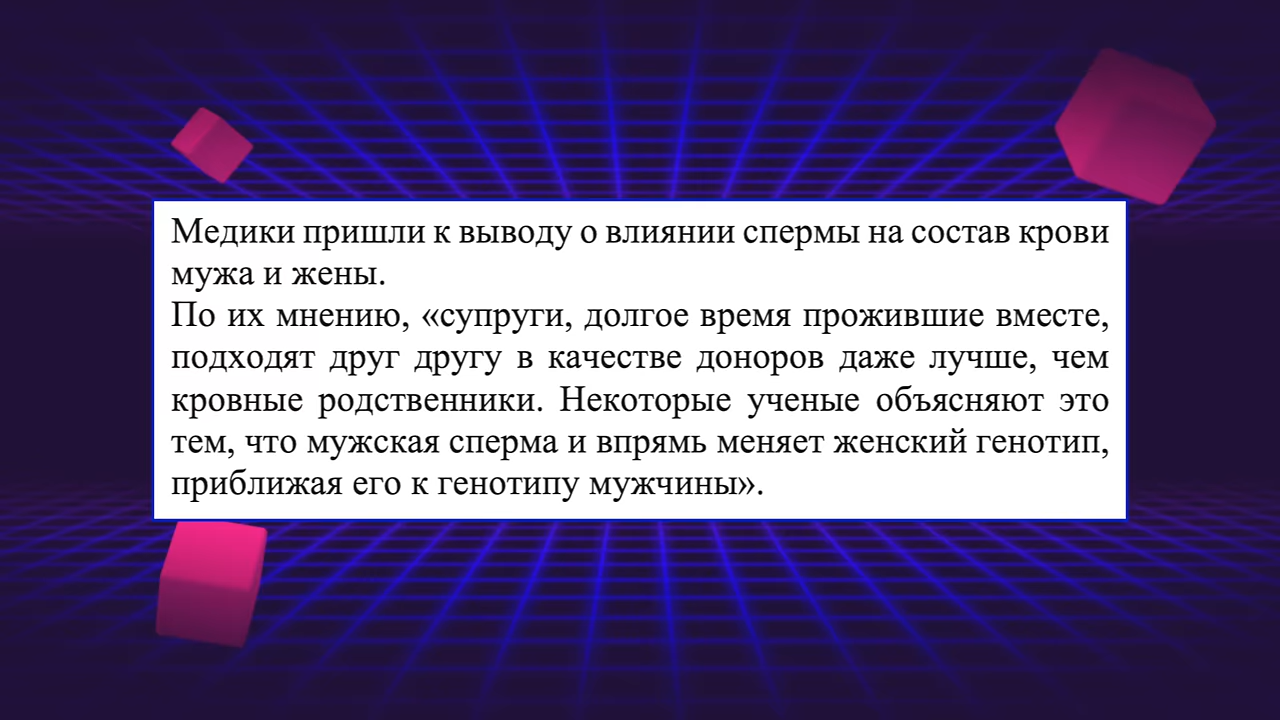 Медики пришли к выводу о влиянии спермы на состав крови
мужа и жены.
По их мнению, «супруги, долгое время прожившие вместе,
подходят друг другу в качестве доноров даже лучше, чем
кровные родственники. Некоторые ученые объясняют это
тем, что мужская сперма и впрямь меняет женский генотип,
приближая его к генотипу мужчины».